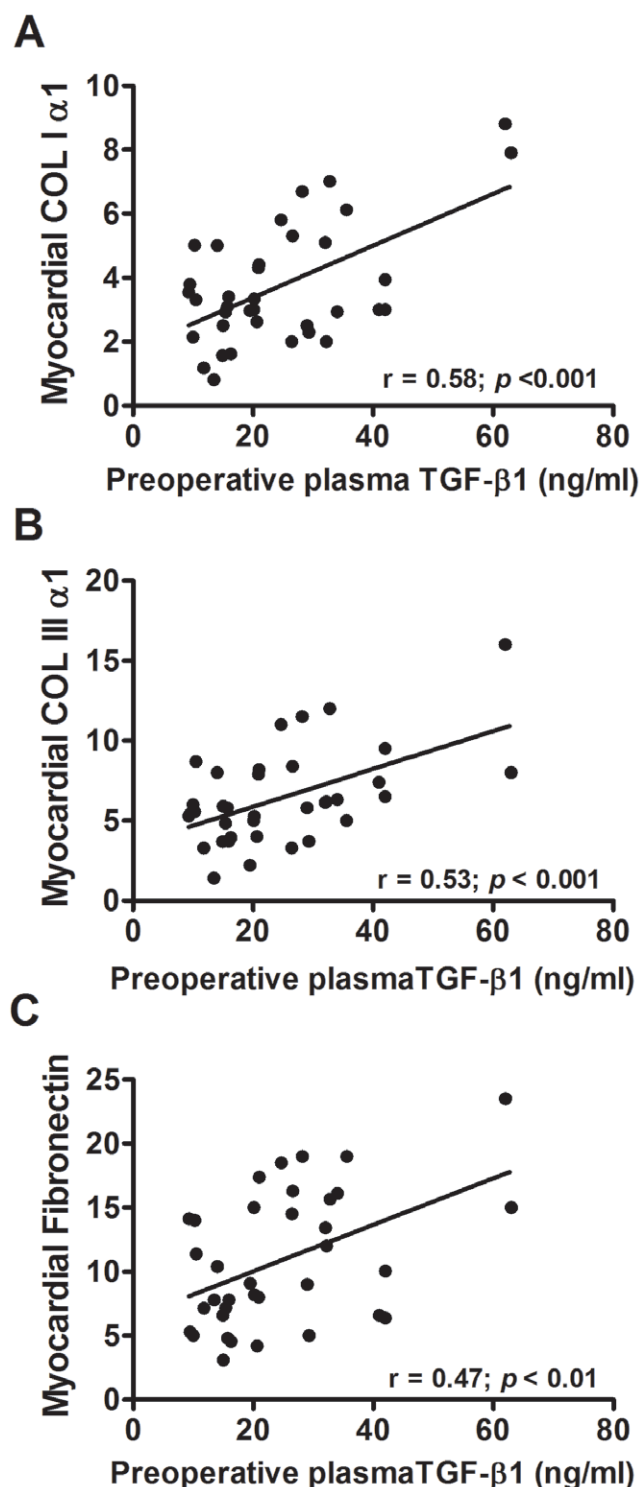 A
Myocardial COL I α1
10
8
6
4
2
0
r = 0.58; p <0.001
0 20 40 60 80
Preoperative plasma TGF-β1 (ng/ml)
B
Myocardial COL III α1
20
15
10
5
0
r = 0.53; p < 0.001
0 20 40 60 80
Preoperative plasmaTGF-β1 (ng/ml)
C
Myocardial Fibronectin
25
20
15
10
5
0
r = 0.47; p < 0.01
0 20 40 60 80
Preoperative plasmaTGF-β1 (ng/ml)